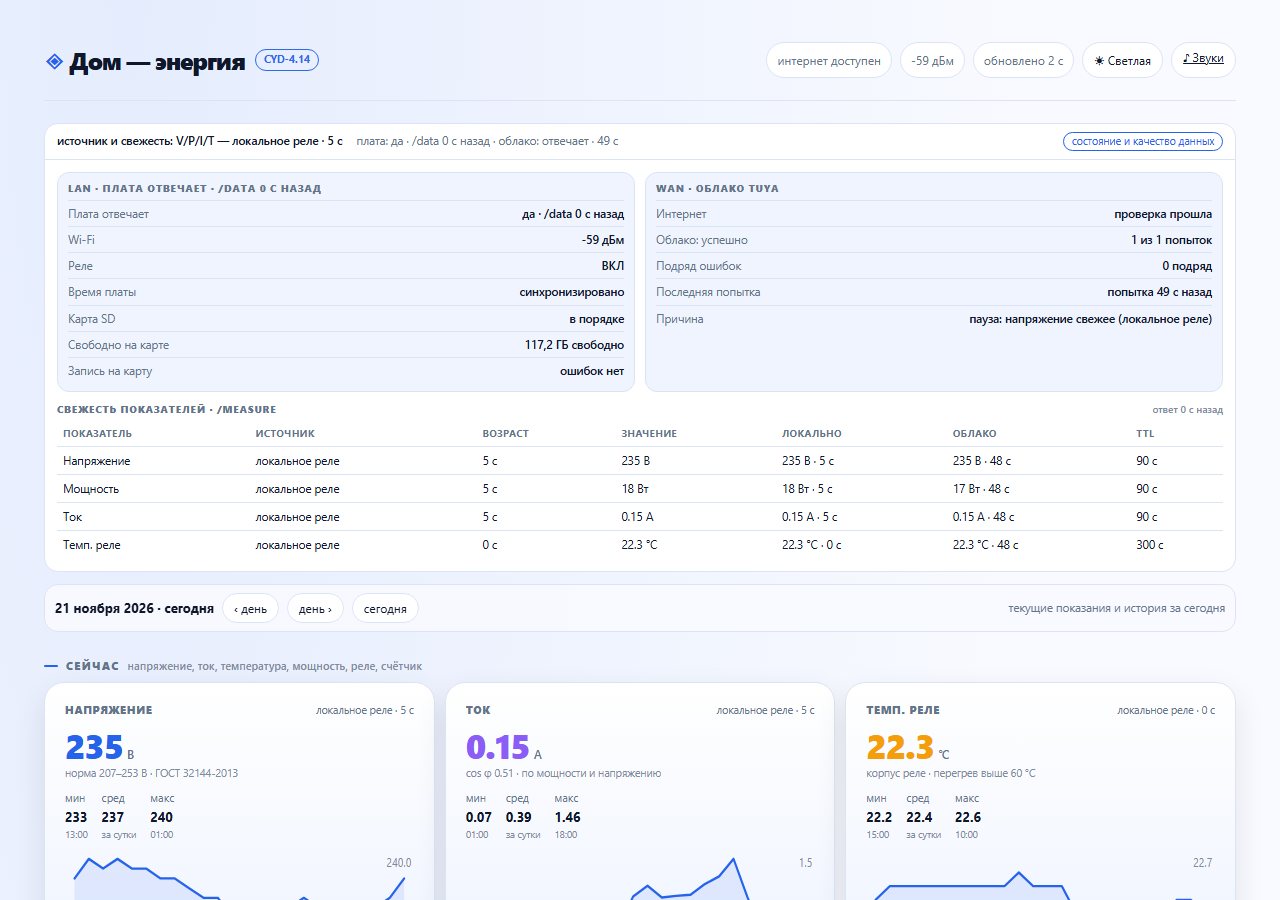 Дом — энергия CYD-4.14
интернет доступен -59 дБм обновлено 2 с ☀ Светлая ♪ Звуки
источник и свежесть: V/P/I/T — локальное реле · 5 с плата: да · /data 0 с назад · облако: отвечает · 49 с состояние и качество данных
LAN · ПЛАТА ОТВЕЧАЕТ · /DATA 0 С НАЗАД
Плата отвечает да · /data 0 с назад
Wi-Fi -59 дБм
Реле ВКЛ
Время платы синхронизировано
Карта SD в порядке
Свободно на карте 117,2 ГБ свободно
Запись на карту ошибок нет
WAN · ОБЛАКО TUYA
Интернет проверка прошла
Облако: успешно 1 из 1 попыток
Подряд ошибок 0 подряд
Последняя попытка попытка 49 с назад
Причина пауза: напряжение свежее (локальное реле)
СВЕЖЕСТЬ ПОКАЗАТЕЛЕЙ · /MEASURE ответ 0 с назад
ПОКАЗАТЕЛЬ ИСТОЧНИК ВОЗРАСТ ЗНАЧЕНИЕ ЛОКАЛЬНО ОБЛАКО TTL
Напряжение локальное реле 5 с 235 В 235 В · 5 с 235 В · 48 с 90 с
Мощность локальное реле 5 с 18 Вт 18 Вт · 5 с 17 Вт · 48 с 90 с
Ток локальное реле 5 с 0.15 А 0.15 А · 5 с 0.15 А · 48 с 90 с
Темп. реле локальное реле 0 с 22.3 °C 22.3 °C · 0 с 22.3 °C · 48 с 300 с
21 ноября 2026 · сегодня ‹ день день › сегодня текущие показания и история за сегодня
СЕЙЧАС напряжение, ток, температура, мощность, реле, счётчик
НАПРЯЖЕНИЕ локальное реле · 5 с
235 В
норма 207–253 В · ГОСТ 32144-2013
мин сред макс
233 237 240
13:00 за сутки 01:00
240.0
ТОК локальное реле · 5 с
0.15 А
cos φ 0.51 · по мощности и напряжению
мин сред макс
0.07 0.39 1.46
01:00 за сутки 18:00
1.5
ТЕМП. РЕЛЕ локальное реле · 0 с
22.3 °C
корпус реле · перегрев выше 60 °C
мин сред макс
22.2 22.4 22.6
15:00 за сутки 10:00
22.7